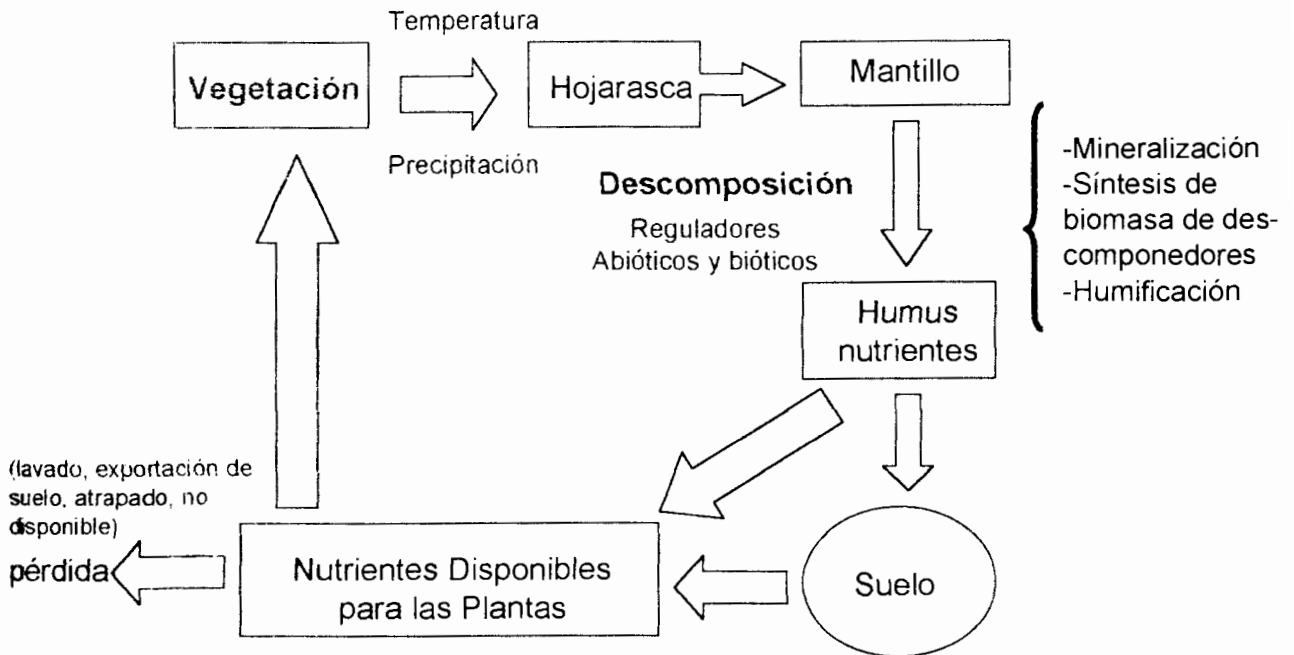 Temperatura
Vegetación
Hojarasca
Mantillo
Precipitación
Descomposición
Reguladores
Abióticos y bióticos
-Mineralización
-Síntesis de
biomasa de des-
componedores
-Humificación
Humus
nutrientes
(lavado, exportación de
suelo, atrapado, no
disponible)
pérdida
Nutrientes Disponibles
para las Plantas
Suelo